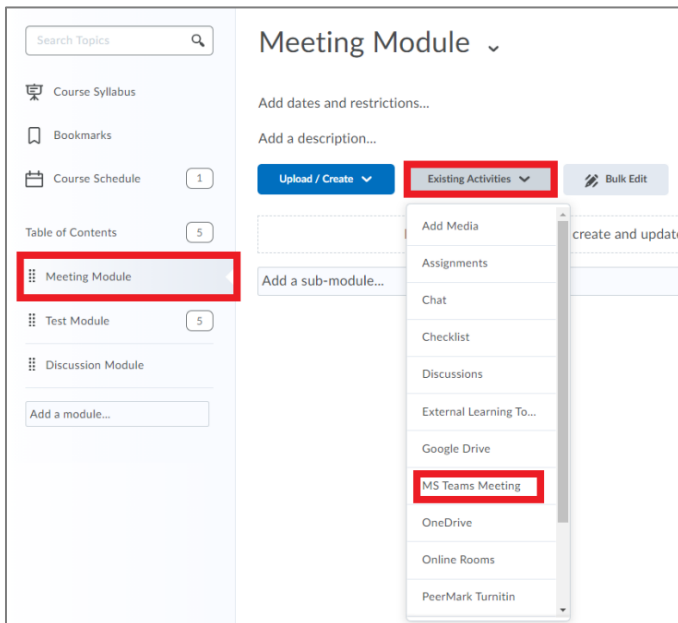 Search Topics
Course Syllabus
Bookmarks
Course Schedule 1
Table of Contents 5
Meeting Module
Test Module 5
Discussion Module
Add a module...
Meeting Module
Add dates and restrictions...
Add a description...
Upload / Create
Existing Activities
Bulk Edit
create and update
Add a sub-module...
Add Media
Assignments
Chat
Checklist
Discussions
External Learning To...
Google Drive
MS Teams Meeting
OneDrive
Online Rooms
PeerMark Turnitin